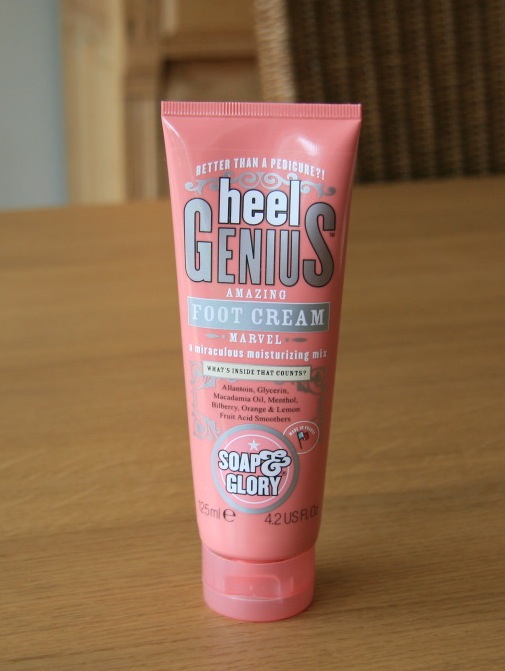 BETTER THAN A PEDICURE?!
heel
GENIUS™
AMAZING
FOOT CREAM
MARVEL
a miraculous moisturizing mix
WHAT'S INSIDE THAT COUNTS?
Allantoin, Glycerin,
Macadamia Oil, Menthol,
Bilberry, Orange & Lemon
Fruit Acid Smoothers
SOAP &
GLORY
125ml ℮ 4.2 US Fl.Oz